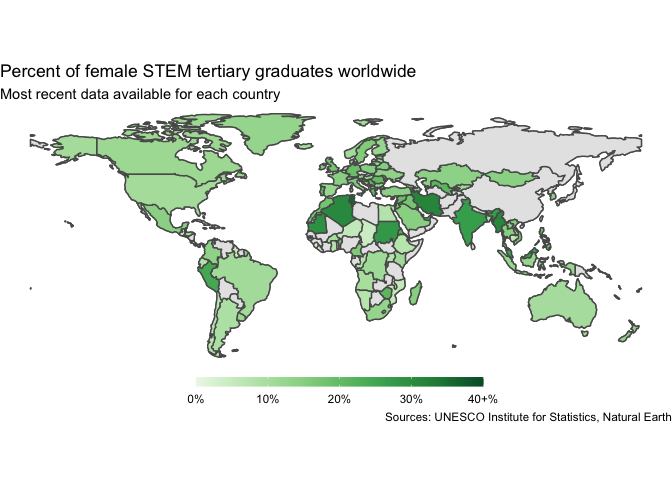 Percent of female STEM tertiary graduates worldwide
Most recent data available for each country
0% 10% 20% 30% 40+%
Sources: UNESCO Institute for Statistics, Natural Earth